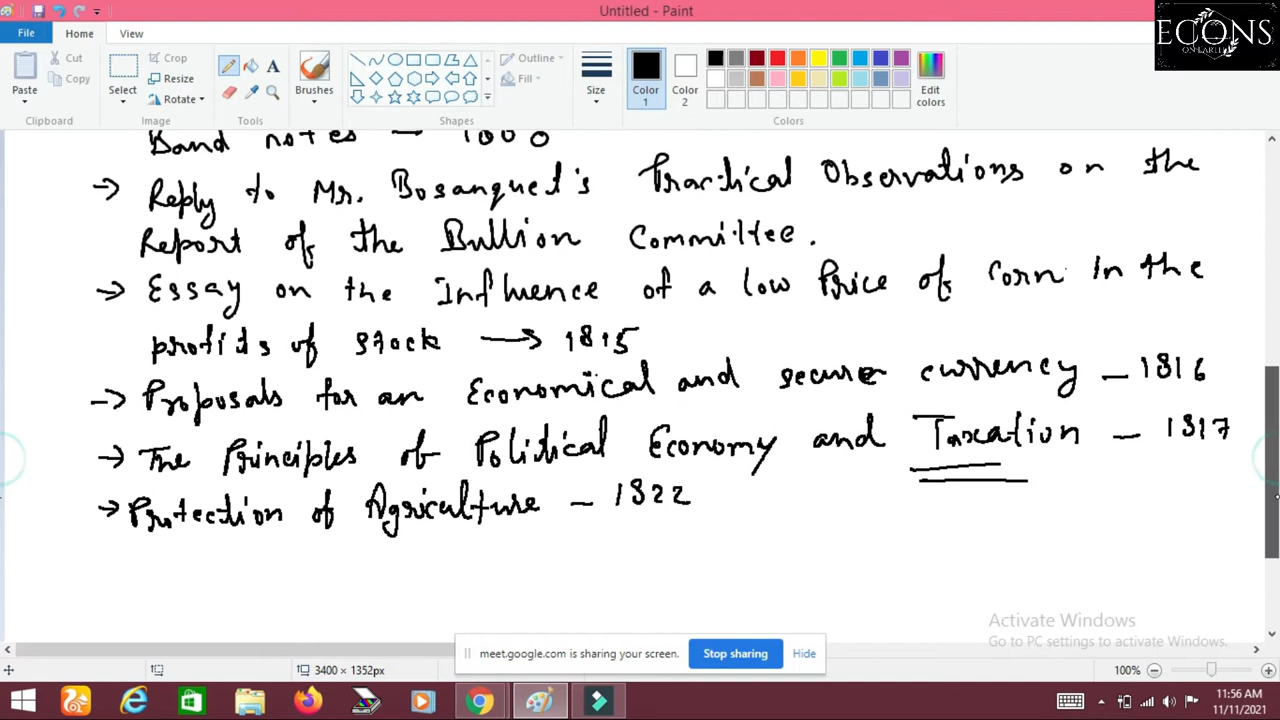 Untitled - Paint
ECONS
ON EARTH
File Home View
Paste Cut Copy Select Crop Resize Rotate Brushes Shapes Outline Fill Size Color 1 Color 2 Edit colors
Clipboard Image Tools Shapes Colors
Band notes →
→ Reply to Mr. Bosanquet's Practical Observations on the
Report of the Bullion Committee.
→ Essay on the Influence of a low Price of corn in the
profits of stock → 1815
→ Proposals for an Economical and secure currency – 1816
→ The Principles of Political Economy and Taxation – 1817
→ Protection of Agriculture – 1822
Activate Windows
Go to PC settings to activate Windows.
meet.google.com is sharing your screen. Stop sharing Hide
3400 × 1352px 100%
11:56 AM
11/11/2021